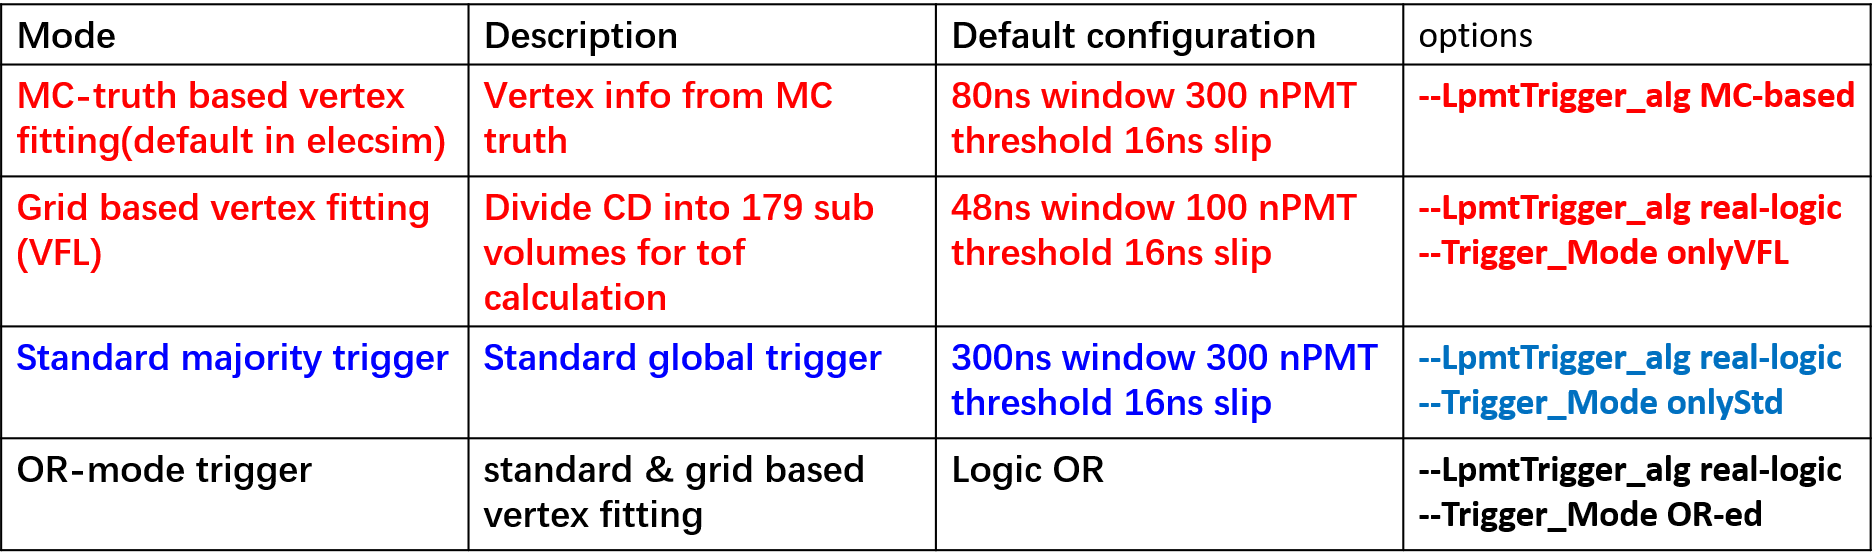 Mode
Description
Default configuration
options
MC-truth based vertex
fitting(default in elecsim)
Vertex info from MC
truth
80ns window 300 nPMT
threshold 16ns slip
--LpmtTrigger_alg MC-based
Grid based vertex fitting
(VFL)
Divide CD into 179 sub
volumes for tof
calculation
48ns window 100 nPMT
threshold 16ns slip
--LpmtTrigger_alg real-logic
--Trigger_Mode onlyVFL
Standard majority trigger
Standard global trigger
300ns window 300 nPMT
threshold 16ns slip
--LpmtTrigger_alg real-logic
--Trigger_Mode onlyStd
OR-mode trigger
standard & grid based
vertex fitting
Logic OR
--LpmtTrigger_alg real-logic
--Trigger_Mode OR-ed